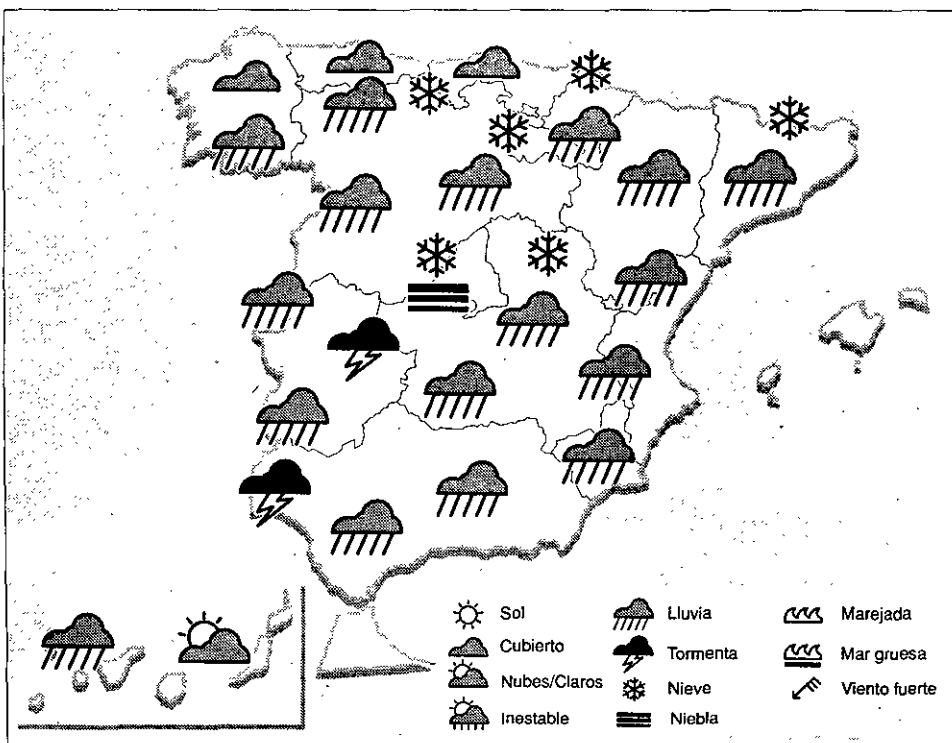 Sol
Cubierto
Nubes/Claros
Inestable
Lluvia
Tormenta
Nieve
Niebla
Marejada
Mar gruesa
Viento fuerte